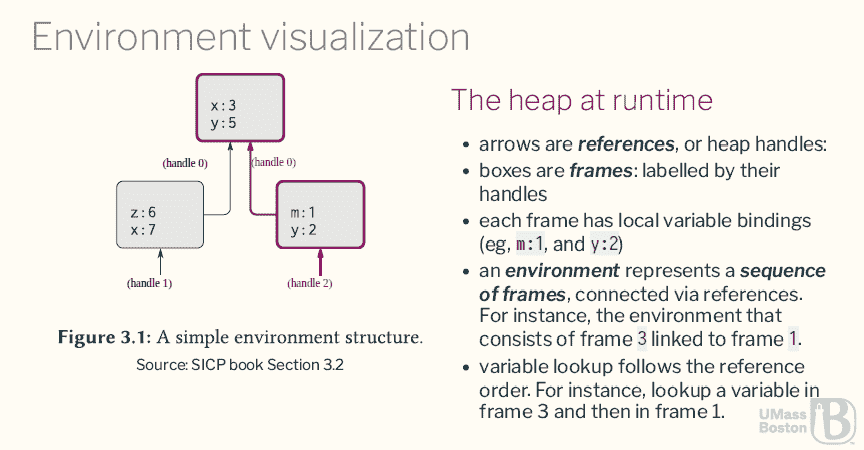 Environment visualization
x:3
y:5
(handle 0)
(handle 0)
z:6
x:7
m:1
y:2
(handle 1)
(handle 2)
Figure 3.1: A simple environment structure.
Source: SICP book Section 3.2
The heap at runtime
• arrows are references, or heap handles:
• boxes are frames: labelled by their
handles
• each frame has local variable bindings
(eg, m:1, and y:2)
• an environment represents a sequence
of frames, connected via references.
For instance, the environment that
consists of frame 3 linked to frame 1.
• variable lookup follows the reference
order. For instance, lookup a variable in
frame 3 and then in frame 1.
UMass
Boston
B